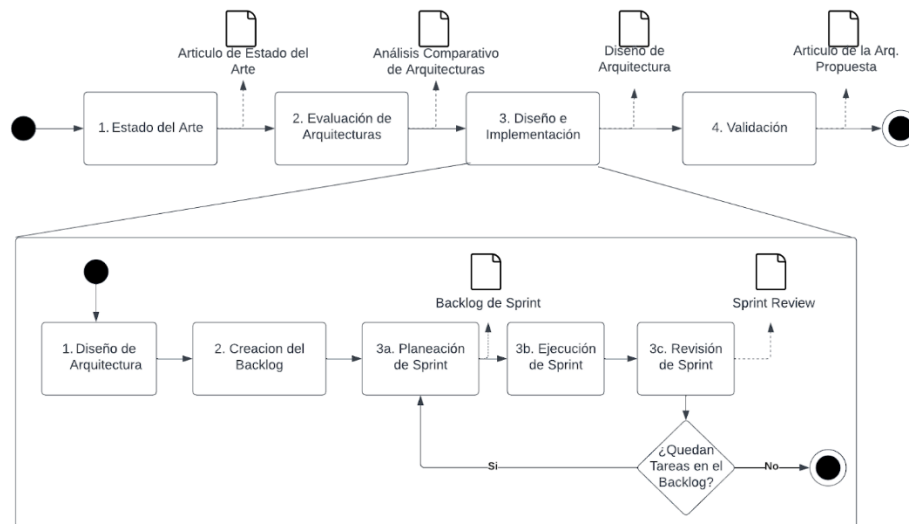 Articulo de Estado del
Arte
Análisis Comparativo
de Arquitecturas
Diseño de
Arquitectura
Articulo de la Arq.
Propuesta
1. Estado del Arte
2. Evaluación de
Arquitecturas
3. Diseño e
Implementación
4. Validación
Backlog de Sprint
Sprint Review
1. Diseño de
Arquitectura
2. Creacion del
Backlog
3a. Planeación
de Sprint
3b. Ejecución
de Sprint
3c. Revisión
de Sprint
¿Quedan
Tareas en el
Backlog?
Si
No